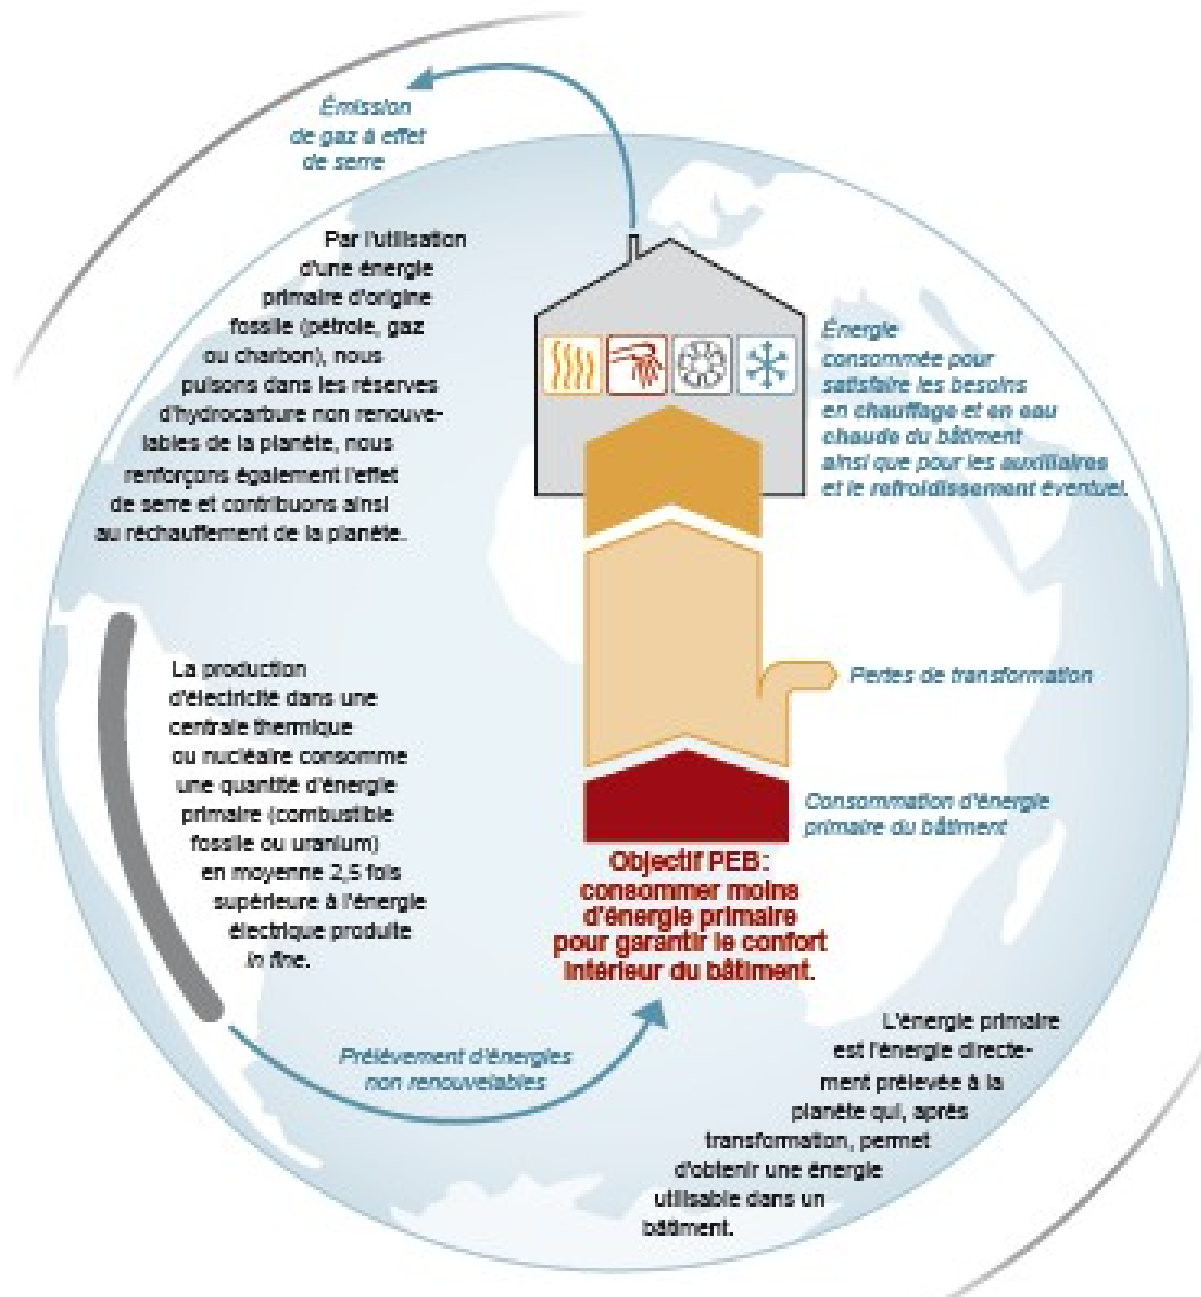 Émission
de gaz à effet
de serre
Par l'utilisation
d'une énergie
primaire d'origine
fossile (pétrole, gaz
ou charbon), nous
puisons dans les réserves
d'hydrocarbure non renouve-
lables de la planète, nous
renforçons également l'effet
de serre et contribuons ainsi
au réchauffement de la planète.
Énergie
consommée pour
satisfaire les besoins
en chauffage et en eau
chaude du bâtiment
ainsi que pour les auxiliaires
et le refroidissement éventuel.
La production
d'électricité dans une
centrale thermique
ou nucléaire consomme
une quantité d'énergie
primaire (combustible
fossile ou uranium)
en moyenne 2,5 fois
supérieure à l'énergie
électrique produite
in fine.
Pertes de transformation
Consommation d'énergie
primaire du bâtiment
Objectif PEB:
consommer moins
d'énergie primaire
pour garantir le confort
intérieur du bâtiment.
Prélèvement d'énergies
non renouvelables
L'énergie primaire
est l'énergie directe-
ment prélevée à la
planète qui, après
transformation, permet
d'obtenir une énergie
utilisable dans un
bâtiment.